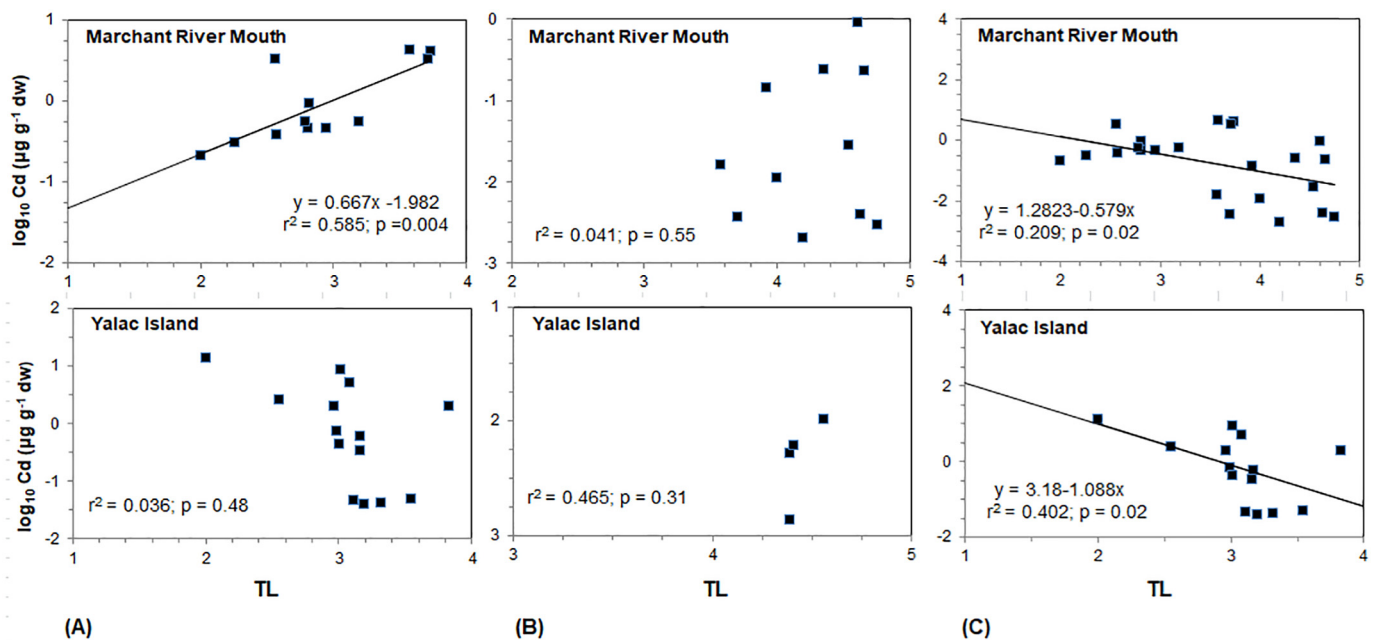 Marchant River Mouth
log10 Cd (µg g-1 dw)
1
0
-1
-2
1 2 3 4
y = 0.667x -1.982
r2 = 0.585; p =0.004
Marchant River Mouth
-0
-1
-2
-3
2 3 4 5
r2 = 0.041; p = 0.55
Marchant River Mouth
4
2
0
-2
-4
1 2 3 4 5
y = 1.2823-0.579x
r2 = 0.209; p = 0.02
Yalac Island
log10 Cd (µg g-1 dw)
2
1
0
-1
-2
1 2 3 4
r2 = 0.036; p = 0.48
TL
(A)
1
2
3
3 4 5
r2 = 0.465; p = 0.31
TL
(B)
Yalac Island
4
2
0
-2
1 2 3 4
y = 3.18-1.088x
r2 = 0.402; p = 0.02
TL
(C)